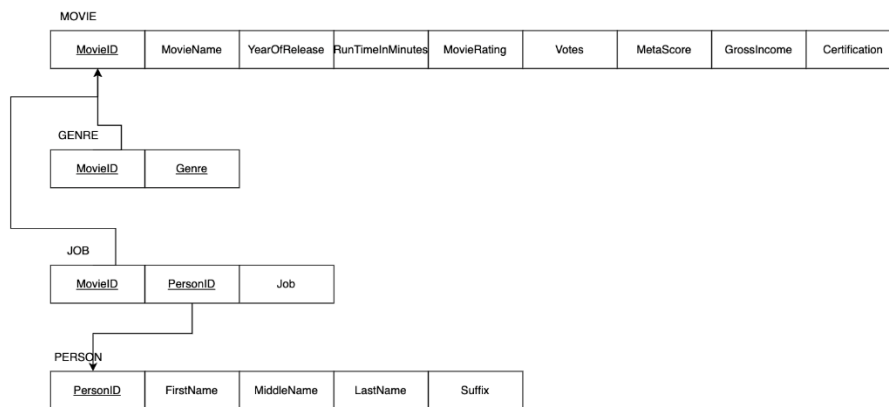 MOVIE
MovieID MovieName YearOfRelease RunTimeInMinutes MovieRating Votes MetaScore GrossIncome Certification
GENRE
MovieID Genre
JOB
MovieID PersonID Job
PERSON
PersonID FirstName MiddleName LastName Suffix